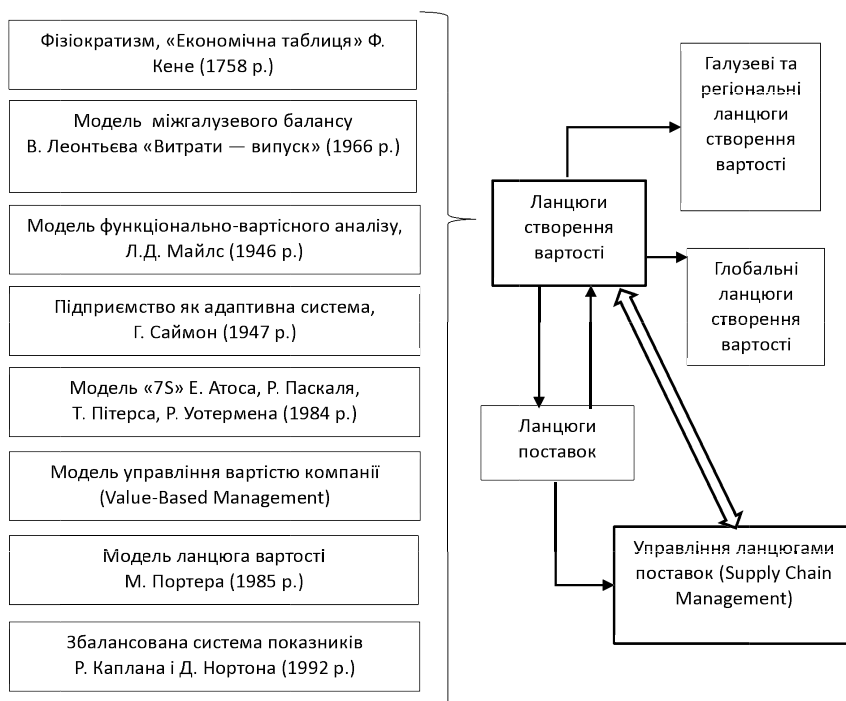 Фізіократизм, «Економічна таблиця» Ф.
Кене (1758 р.)
Модель міжгалузевого балансу
В. Леонтьєва «Витрати — випуск» (1966 р.)
Модель функціонально-вартісного аналізу,
Л.Д. Майлс (1946 р.)
Підприємство як адаптивна система,
Г. Саймон (1947 р.)
Модель «7S» Е. Атоса, Р. Паскаля,
Т. Пітерса, Р. Уотермена (1984 р.)
Модель управління вартістю компанії
(Value-Based Management)
Модель ланцюга вартості
М. Портера (1985 р.)
Збалансована система показників
Р. Каплана і Д. Нортона (1992 р.)
Ланцюги
створення
вартості
Галузеві та
регіональні
ланцюги
створення
вартості
Глобальні
ланцюги
створення
вартості
Ланцюги
поставок
Управління ланцюгами
поставок (Supply Chain
Management)